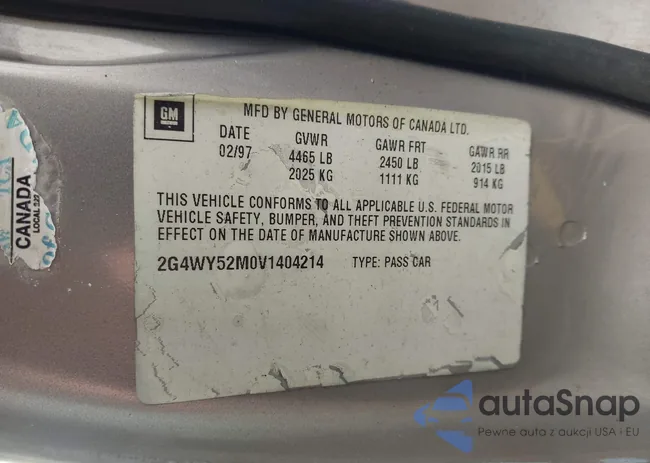 GM
MFD BY GENERAL MOTORS OF CANADA LTD.
DATE GVWR GAWR FRT GAWR RR
02/97 4465 LB 2450 LB 2015 LB
2025 KG 1111 KG 914 KG
THIS VEHICLE CONFORMS TO ALL APPLICABLE U.S. FEDERAL MOTOR
VEHICLE SAFETY, BUMPER, AND THEFT PREVENTION STANDARDS IN
EFFECT ON THE DATE OF MANUFACTURE SHOWN ABOVE.
2G4WY52M0V1404214 TYPE: PASS CAR
CANADA
LOCAL 222
autoSnap
Pewne auta z aukcji USA i EU